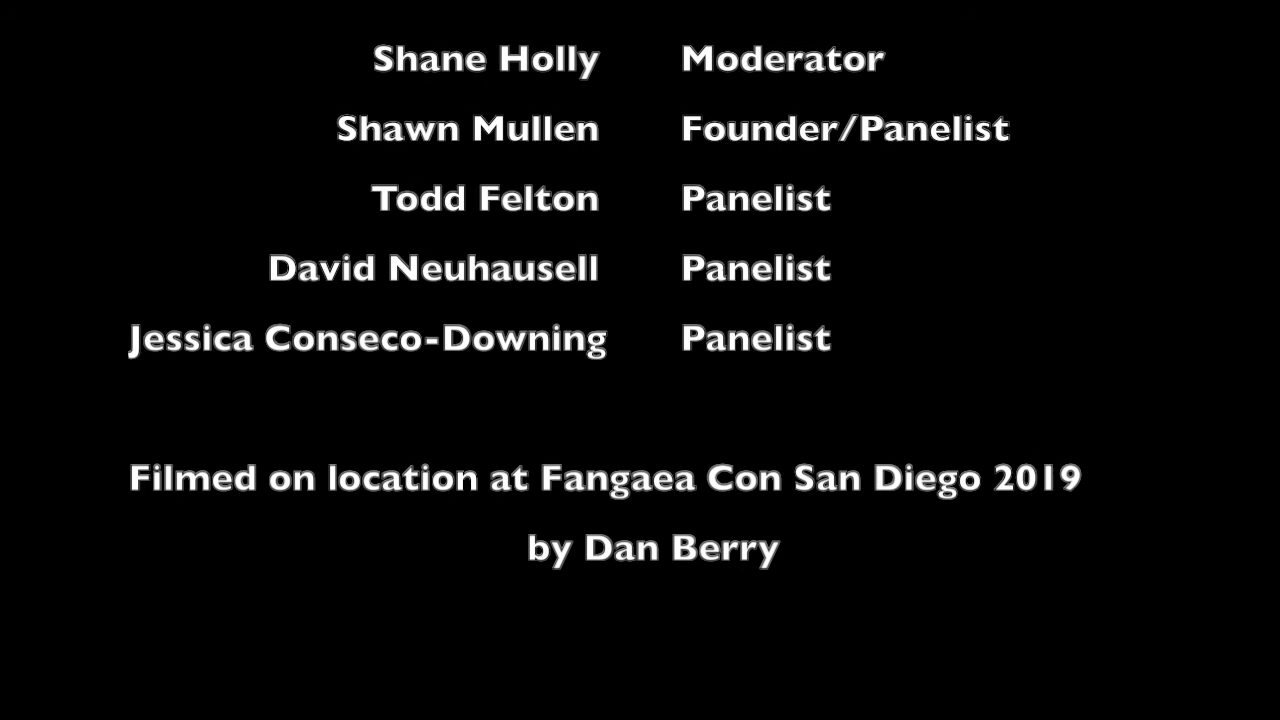 Shane Holly Moderator
Shawn Mullen Founder/Panelist
Todd Felton Panelist
David Neuhausell Panelist
Jessica Conseco-Downing Panelist
Filmed on location at Fangaea Con San Diego 2019
by Dan Berry